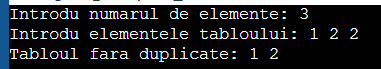 Introdu numarul de elemente: 3
Introdu elementele tabloului: 1 2 2
Tabloul fara duplicate: 1 2